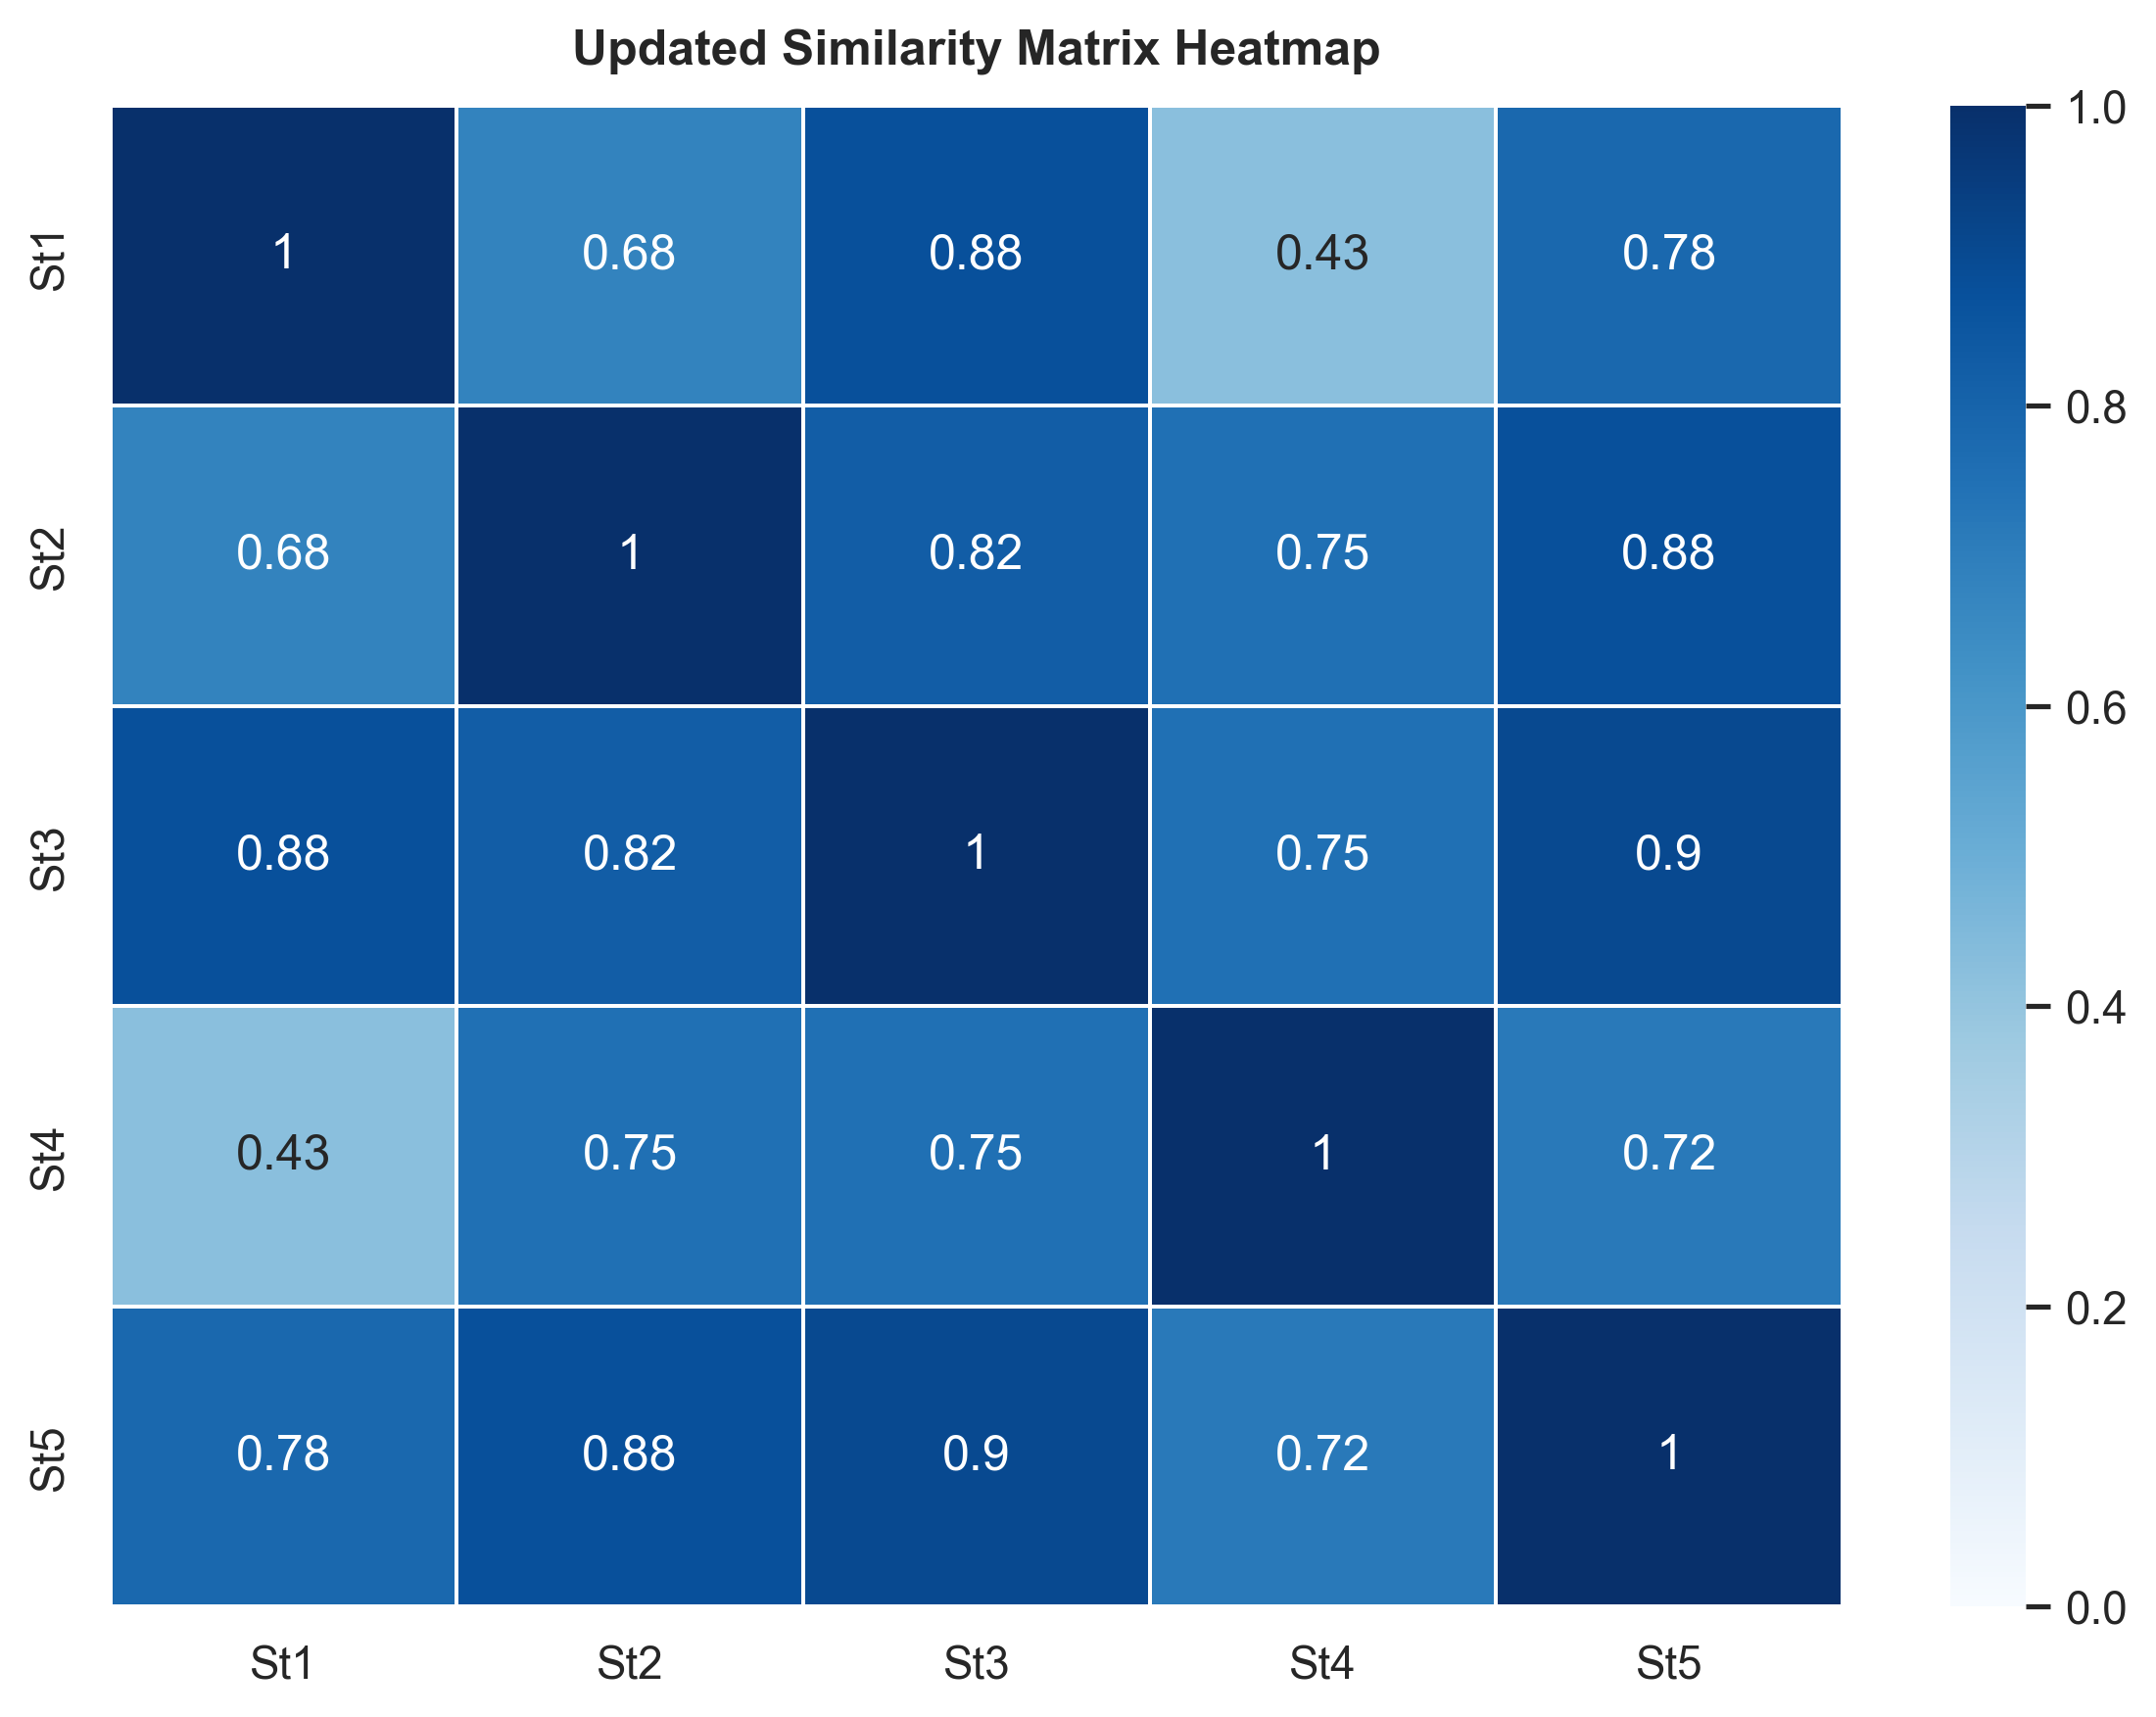 Updated Similarity Matrix Heatmap
1.0
St1 1 0.68 0.88 0.43 0.78
0.8
St2 0.68 1 0.82 0.75 0.88
0.6
St3 0.88 0.82 1 0.75 0.9
0.4
St4 0.43 0.75 0.75 1 0.72
0.2
St5 0.78 0.88 0.9 0.72 1
0.0
St1 St2 St3 St4 St5